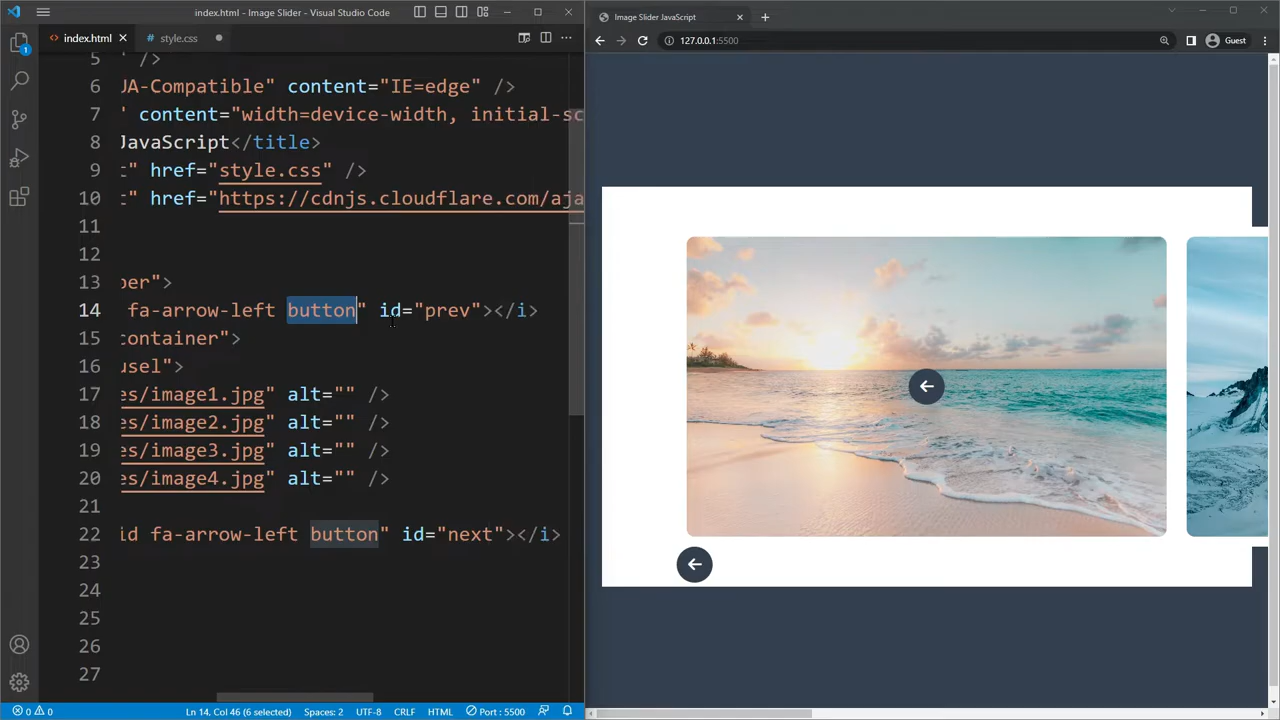 index.html - Image Slider - Visual Studio Code
index.html
style.css
Image Slider JavaScript
127.0.0.1:5500
Guest
1
5 />
6 JA-Compatible" content="IE=edge" />
7 " content="width=device-width, initial-sc
8 JavaScript</title>
9 t" href="style.css" />
10 t" href="https://cdnjs.cloudflare.com/aja
11
12
13 per">
14 fa-arrow-left button" id="prev"></i>
15 container">
16 usel">
17 es/image1.jpg" alt="" />
18 es/image2.jpg" alt="" />
19 es/image3.jpg" alt="" />
20 es/image4.jpg" alt="" />
21
22 id fa-arrow-left button" id="next"></i>
23
24
25
26
27
0 0 Ln 14, Col 46 (6 selected) Spaces: 2 UTF-8 CRLF HTML Port : 5500